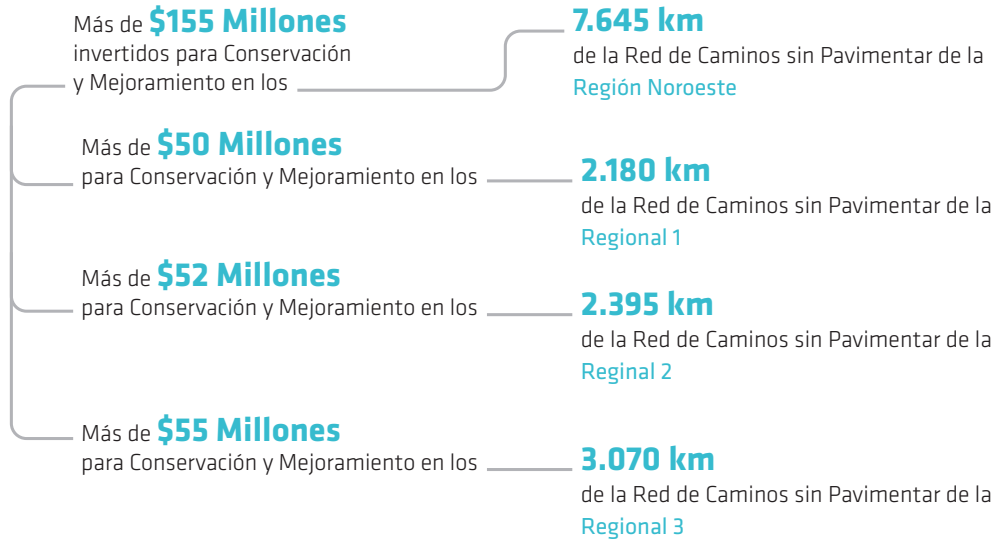 Más de $155 Millones
invertidos para Conservación
y Mejoramiento en los
7.645 km
de la Red de Caminos sin Pavimentar de la
Región Noroeste
Más de $50 Millones
para Conservación y Mejoramiento en los
2.180 km
de la Red de Caminos sin Pavimentar de la
Regional 1
Más de $52 Millones
para Conservación y Mejoramiento en los
2.395 km
de la Red de Caminos sin Pavimentar de la
Reginal 2
Más de $55 Millones
para Conservación y Mejoramiento en los
3.070 km
de la Red de Caminos sin Pavimentar de la
Regional 3